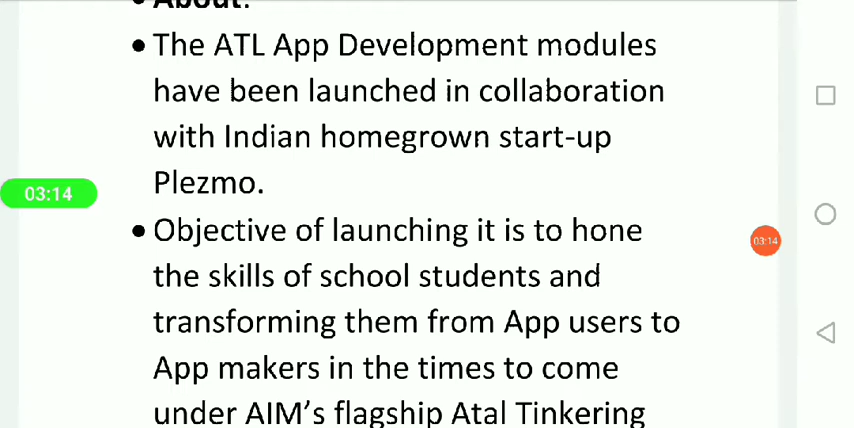 • About:
• The ATL App Development modules
have been launched in collaboration
with Indian homegrown start-up
Plezmo.
03:14
• Objective of launching it is to hone
03:14
the skills of school students and
transforming them from App users to
App makers in the times to come
under AIM's flagship Atal Tinkering